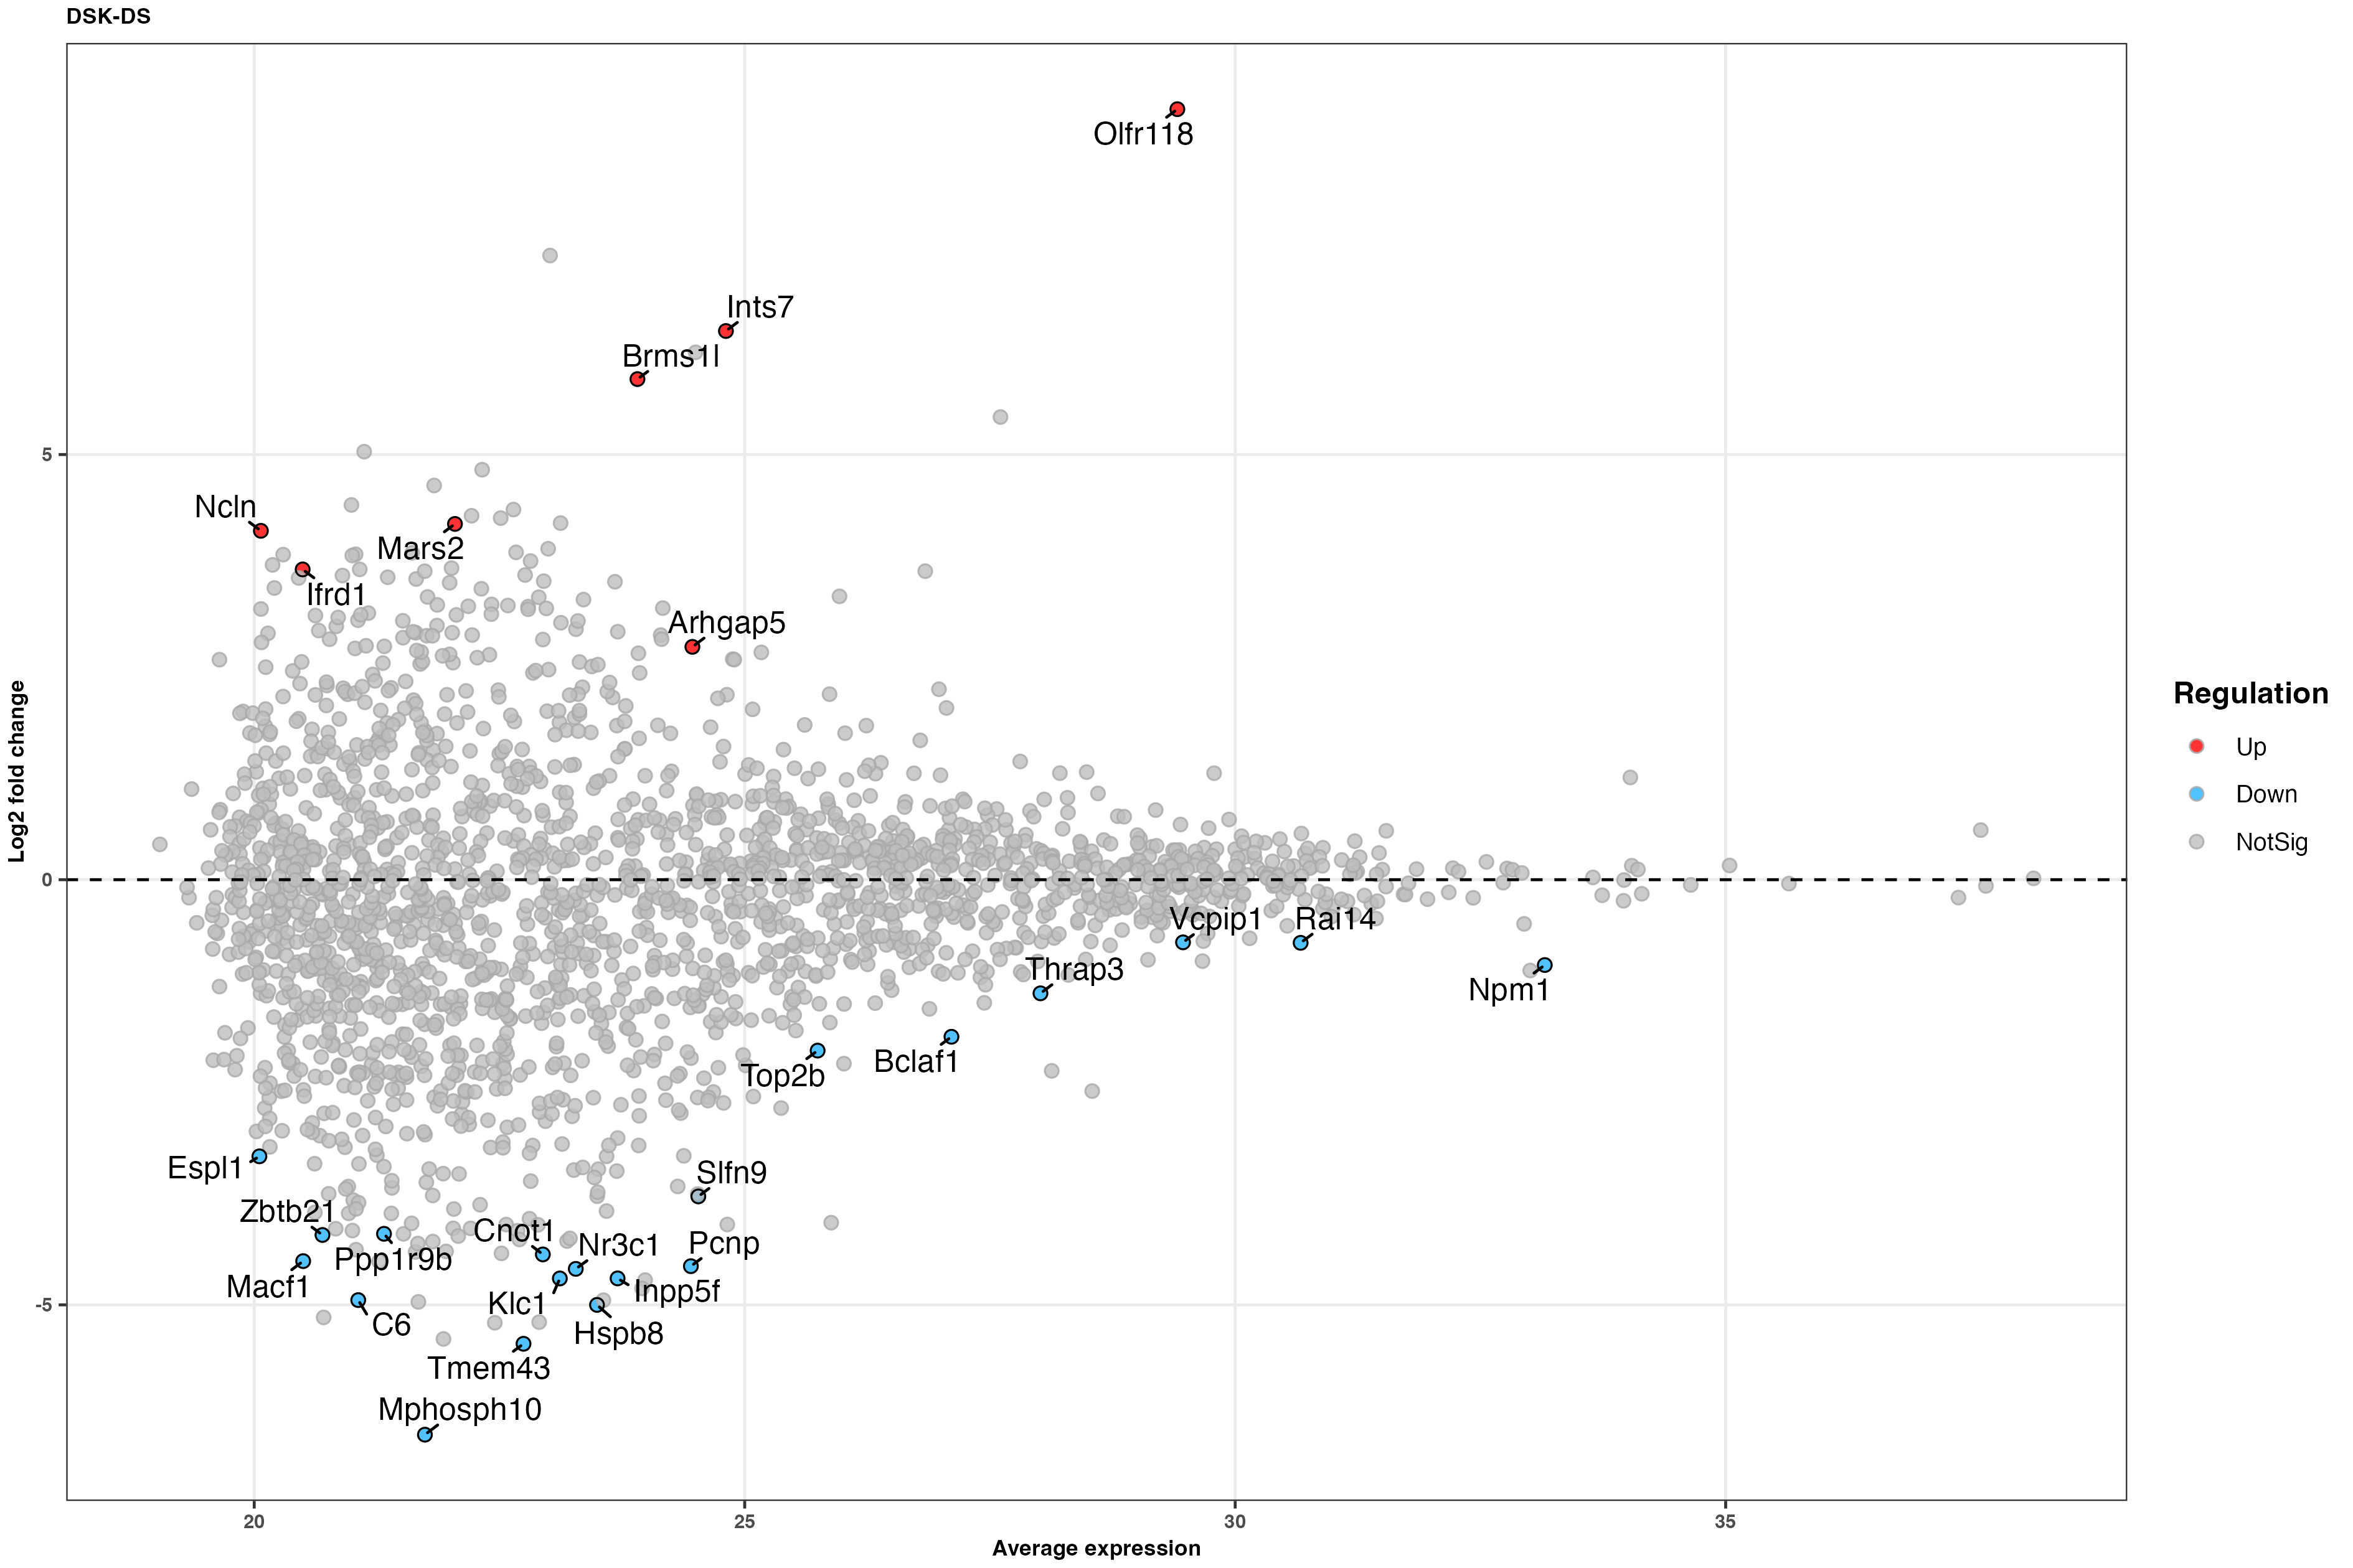 DSK-DS
Olfr118
Ints7
Brms1l
5
Ncln
Mars2
Ifrd1
Arhgap5
Regulation
Up
Down
NotSig
Log2 fold change
0
Vcpip1
Rai14
Thrap3
Npm1
Bclaf1
Top2b
Espl1
Slfn9
Zbtb21
Cnot1
Nr3c1
Pcnp
Ppp1r9b
Macf1
Inpp5f
Klc1
-5
C6
Hspb8
Tmem43
Mphosph10
20
25
30
35
Average expression